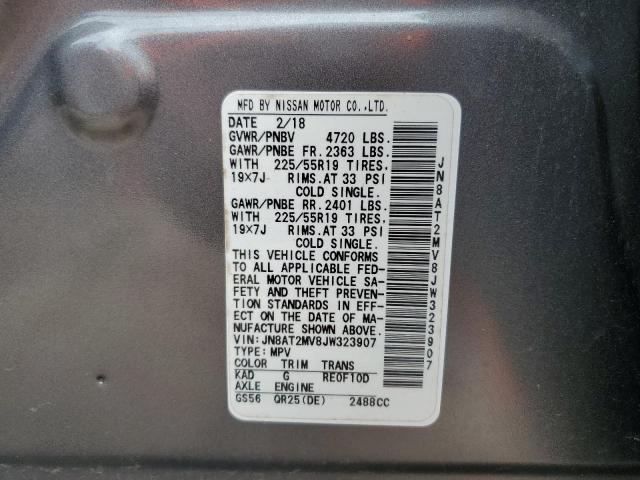 MFD BY NISSAN MOTOR CO.,LTD.
DATE 2/18
GVWR/PNBV 4720 LBS.
GAWR/PNBE FR. 2363 LBS.
WITH 225/55R19 TIRES.
19×7J RIMS.AT 33 PSI
COLD SINGLE.
GAWR/PNBE RR. 2401 LBS.
WITH 225/55R19 TIRES.
19×7J RIMS.AT 33 PSI
COLD SINGLE.
THIS VEHICLE CONFORMS
TO ALL APPLICABLE FED-
ERAL MOTOR VEHICLE SA-
FETY AND THEFT PREVEN-
TION STANDARDS IN EFF-
ECT ON THE DATE OF MA-
NUFACTURE SHOWN ABOVE.
VIN:JN8AT2MV8JW323907
TYPE:MPV
COLOR TRIM TRANS
KAD G RE0F10D
AXLE ENGINE
GS56 QR25(DE) 2488CC
JN8AT2MV8JW323907